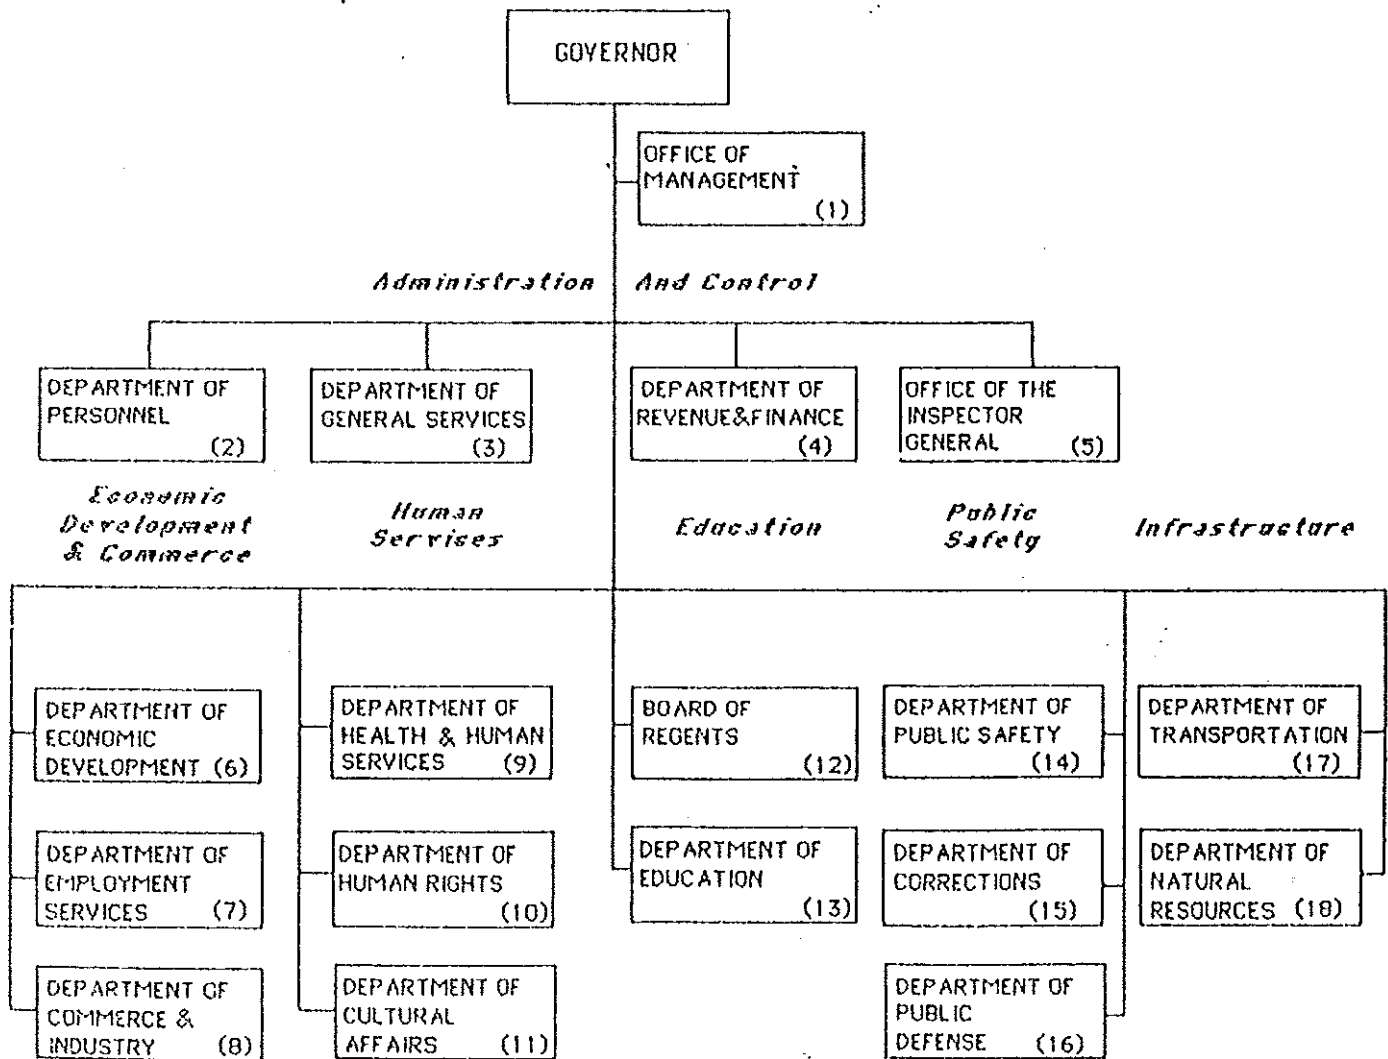 GOVERNOR
OFFICE OF
MANAGEMENT
(1)
Administration And Control
DEPARTMENT OF
PERSONNEL
(2)
DEPARTMENT OF
GENERAL SERVICES
(3)
DEPARTMENT OF
REVENUE&FINANCE
(4)
OFFICE OF THE
INSPECTOR
GENERAL (5)
Economic
Development
& Commerce
Human
Services
Education
Public
Safety
Infrastructure
DEPARTMENT OF
ECONOMIC
DEVELOPMENT (6)
DEPARTMENT OF
EMPLOYMENT
SERVICES (7)
DEPARTMENT OF
COMMERCE &
INDUSTRY (8)
DEPARTMENT OF
HEALTH & HUMAN
SERVICES (9)
DEPARTMENT OF
HUMAN RIGHTS
(10)
DEPARTMENT OF
CULTURAL
AFFAIRS (11)
BOARD OF
REGENTS
(12)
DEPARTMENT OF
EDUCATION
(13)
DEPARTMENT OF
PUBLIC SAFETY
(14)
DEPARTMENT OF
CORRECTIONS
(15)
DEPARTMENT OF
PUBLIC
DEFENSE (16)
DEPARTMENT OF
TRANSPORTATION
(17)
DEPARTMENT OF
NATURAL
RESOURCES (18)